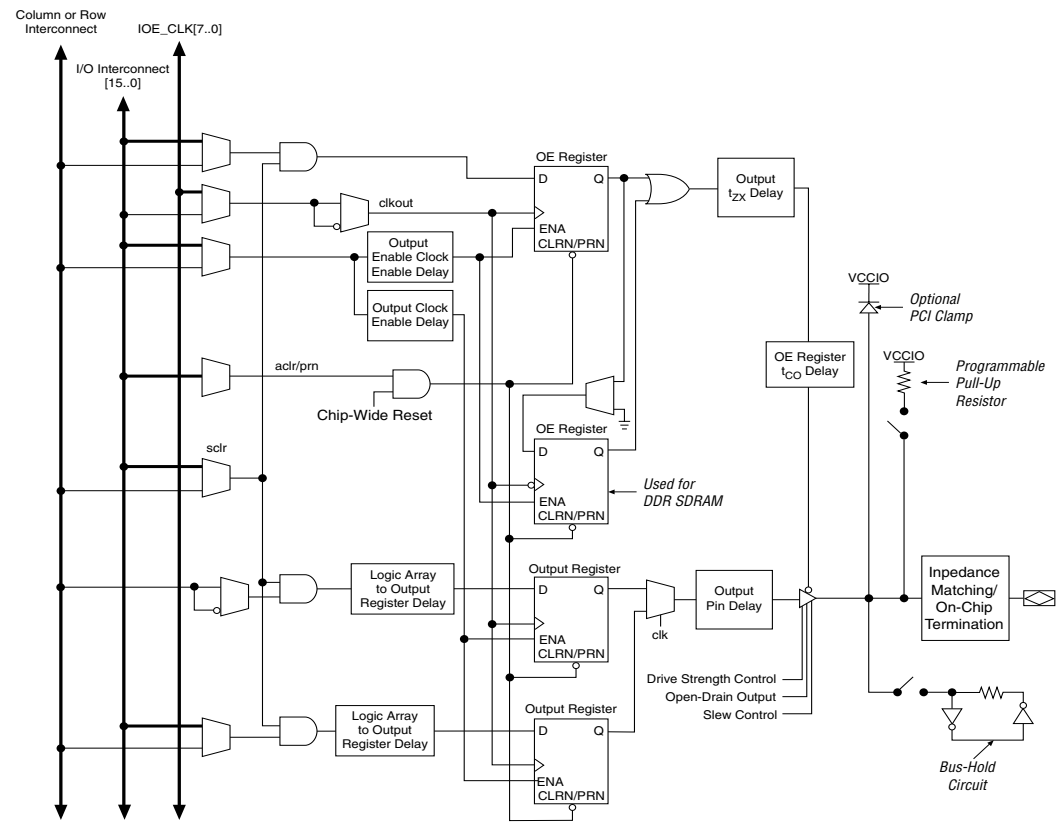 Column or Row
Interconnect
IOE_CLK[7..0]
I/O Interconnect
[15..0]
OE Register
D
Q
ENA
CLRN/PRN
Output
tZX Delay
clkout
Output
Enable Clock
Enable Delay
Output Clock
Enable Delay
VCCIO
Optional
PCI Clamp
OE Register
tCO Delay
VCCIO
Programmable
Pull-Up
Resistor
aclr/prn
Chip-Wide Reset
OE Register
D
Q
ENA
CLRN/PRN
Used for
DDR SDRAM
sclr
Logic Array
to Output
Register Delay
Output Register
D
Q
ENA
CLRN/PRN
clk
Output
Pin Delay
Impedance
Matching/
On-Chip
Termination
Drive Strength Control
Open-Drain Output
Slew Control
Logic Array
to Output
Register Delay
Output Register
D
Q
ENA
CLRN/PRN
Bus-Hold
Circuit